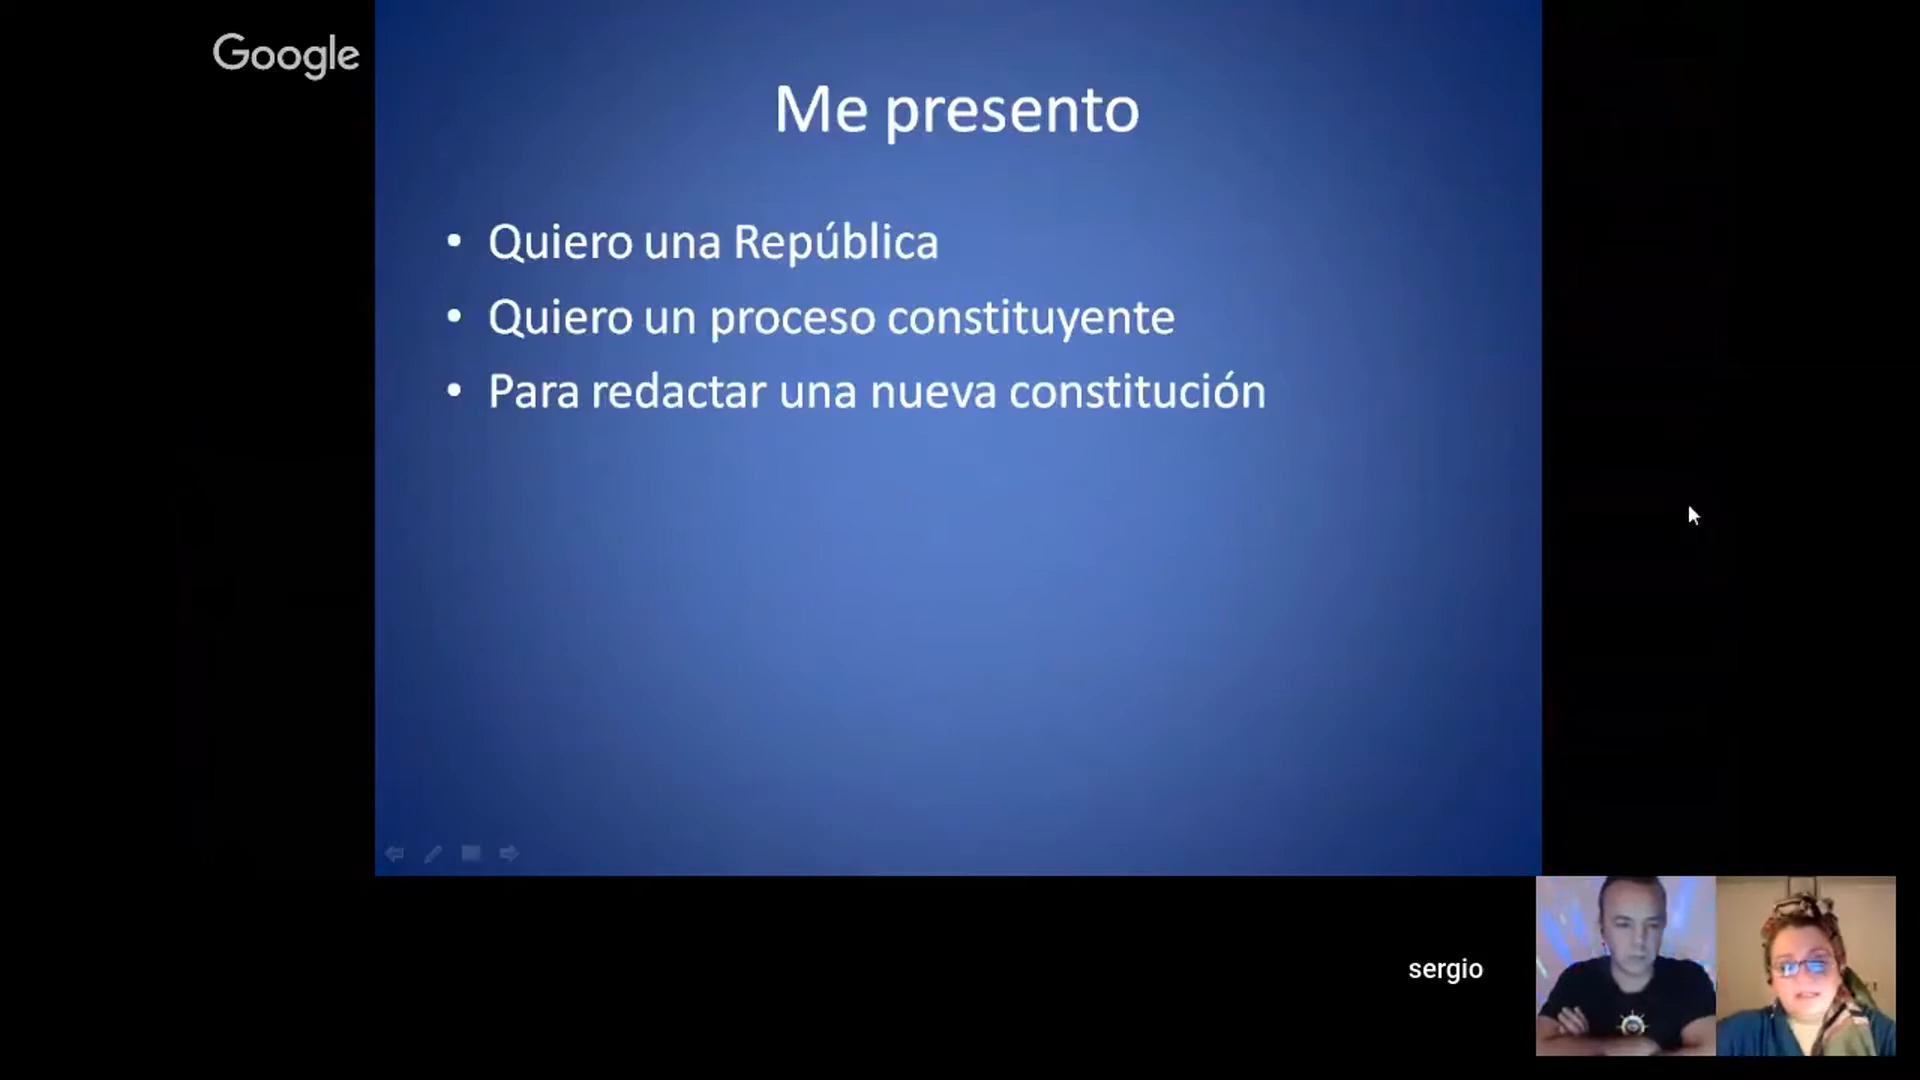 Google
Me presento
• Quiero una República
• Quiero un proceso constituyente
• Para redactar una nueva constitución
sergio